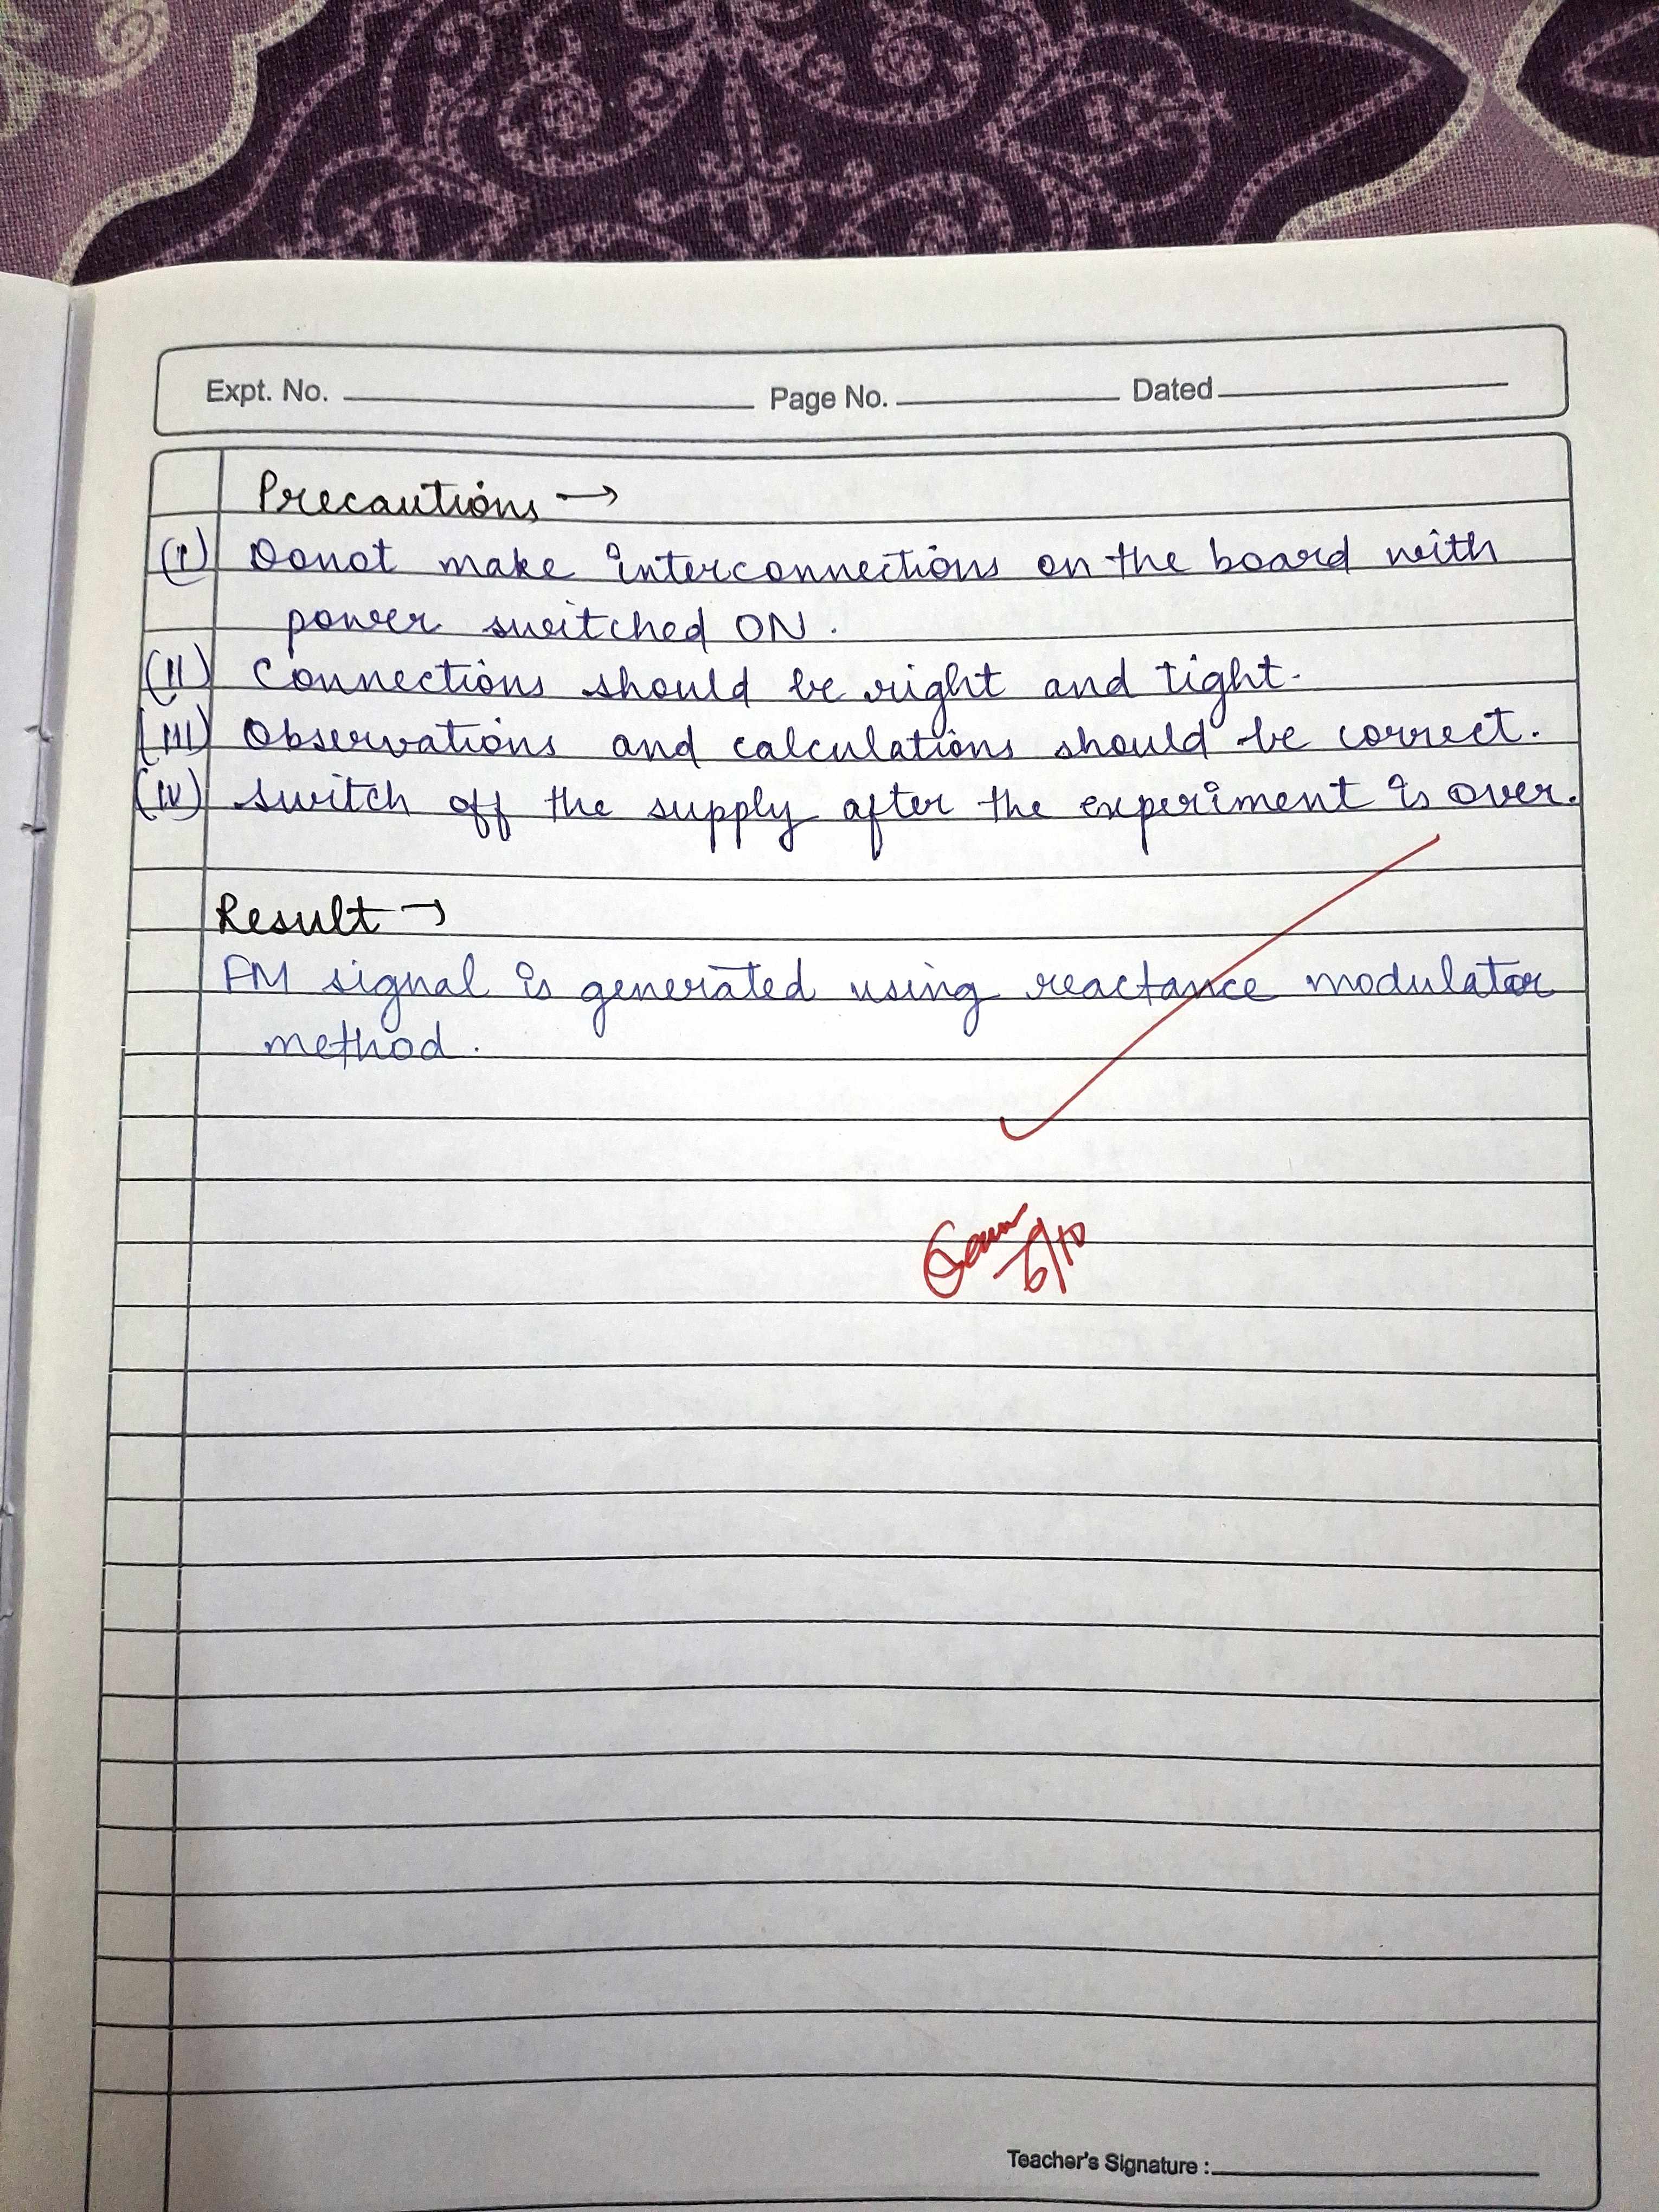 Expt. No. Page No. Dated
Precautions →
(I) Donot make interconnections on the board with
power switched ON.
(II) Connections should be right and tight.
(III) Observations and calculations should be correct.
(IV) Switch off the supply after the experiment is over.
Result →
FM signal is generated using reactance modulator
method.
6/10
Teacher's Signature :